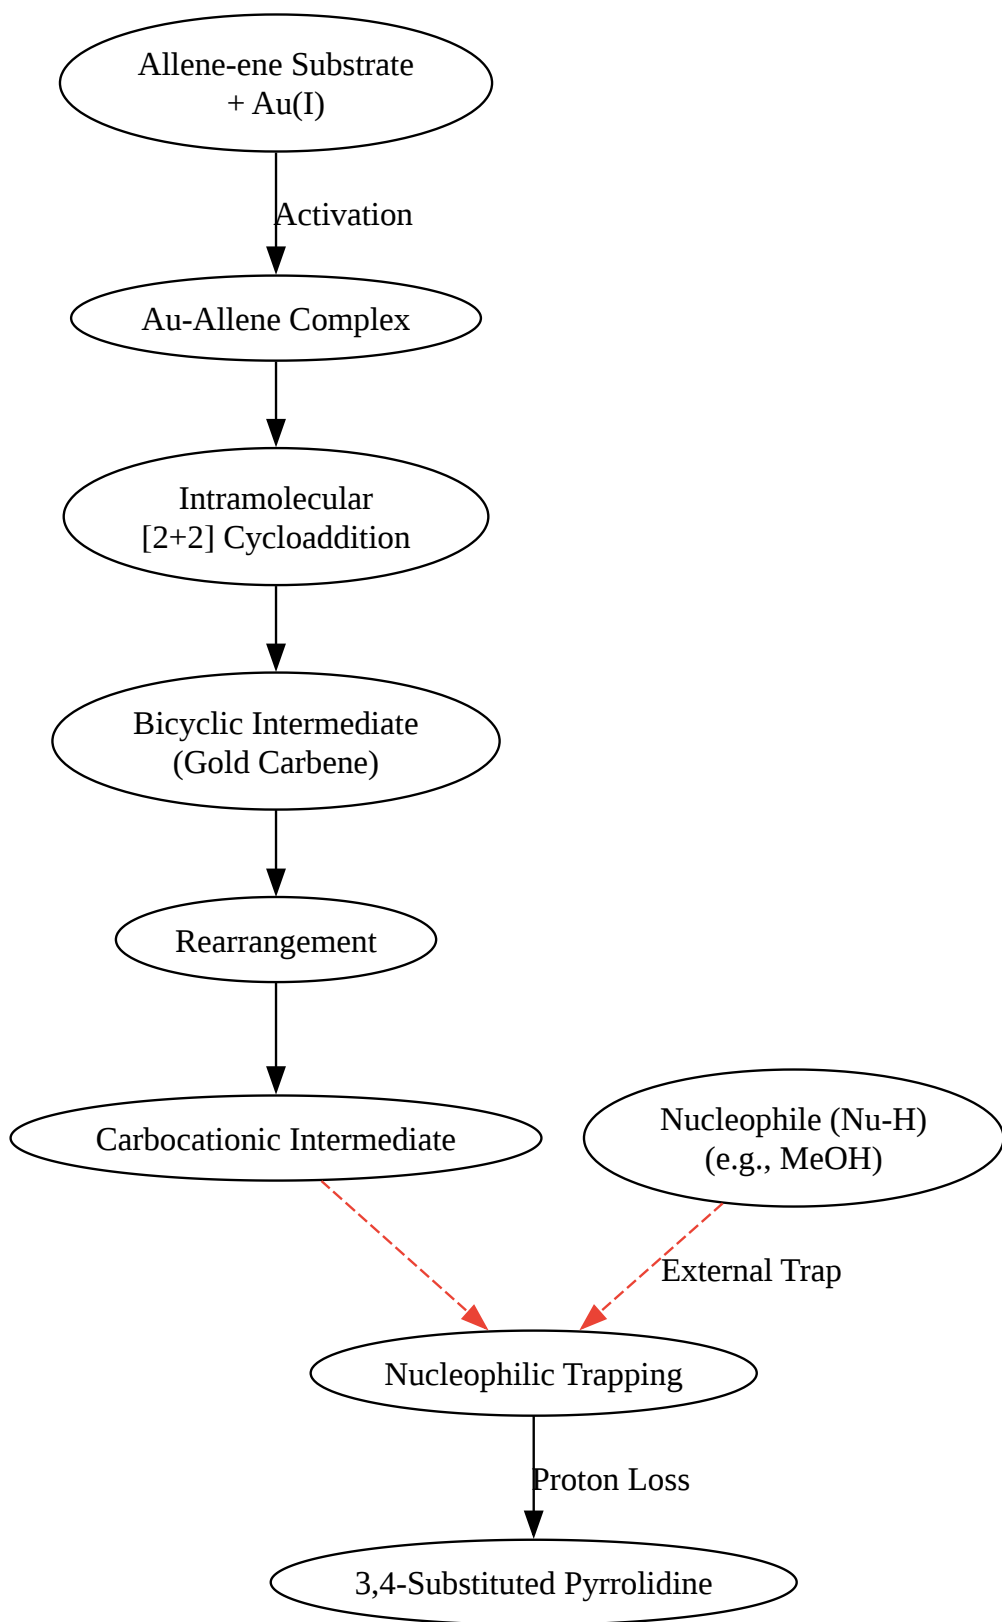 Allene-ene Substrate
+ Au(I)
Activation
Au-Allene Complex
Intramolecular
[2+2] Cycloaddition
Bicyclic Intermediate
(Gold Carbene)
Rearrangement
Carbocationic Intermediate
Nucleophile (Nu-H)
(e.g., MeOH)
External Trap
Nucleophilic Trapping
Proton Loss
3,4-Substituted Pyrrolidine